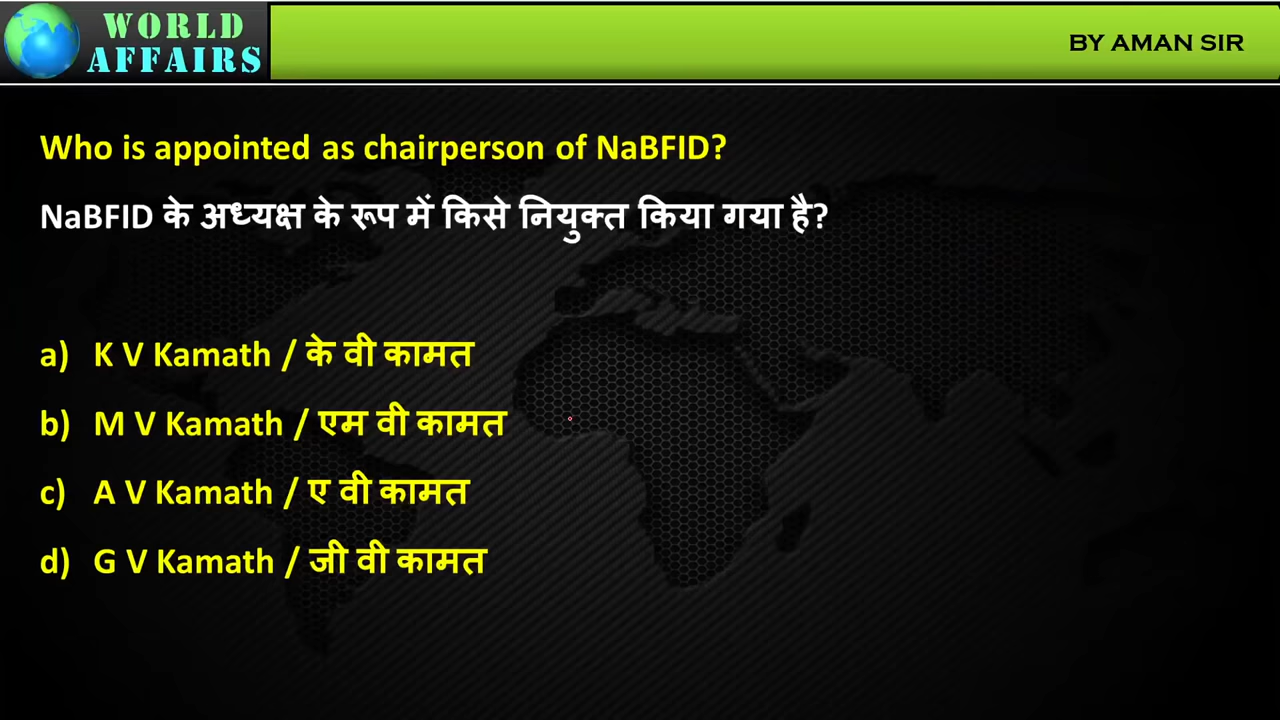 WORLD
AFFAIRS
BY AMAN SIR
Who is appointed as chairperson of NaBFID?
NaBFID के अध्यक्ष के रूप में किसे नियुक्त किया गया है?
a) K V Kamath / के वी कामत
b) M V Kamath / एम वी कामत
c) A V Kamath / ए वी कामत
d) G V Kamath / जी वी कामत